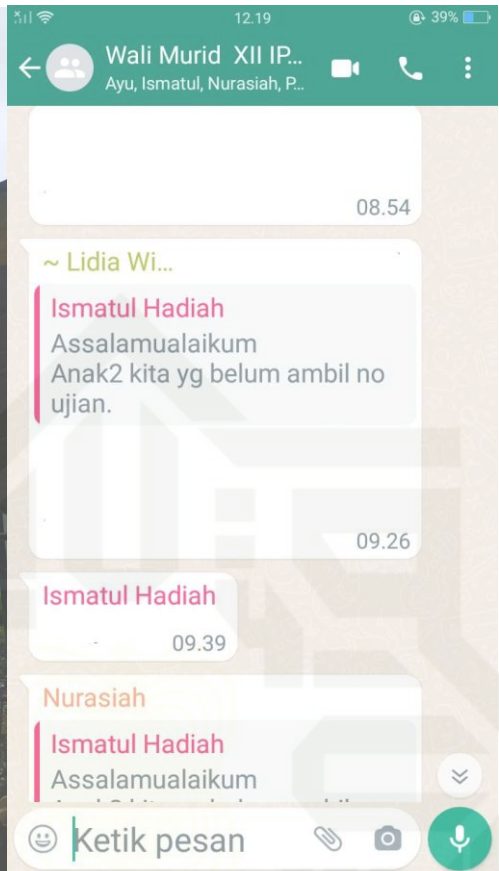 12.19
39%
Wali Murid XII IP...
Ayu, Ismatul, Nurasiah, P...
08.54
~ Lidia Wi...
Ismatul Hadiah
Assalamualaikum
Anak2 kita yg belum ambil no
ujian.
09.26
Ismatul Hadiah
09.39
Nurasiah
Ismatul Hadiah
Assalamualaikum
Ketik pesan